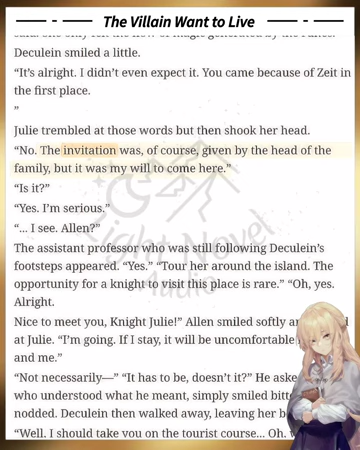 The Villain Want to Live
Deculein smiled a little.
“It’s alright. I didn’t even expect it. You came because of Zeit in
the first place.
”
Julie trembled at those words but then shook her head.
“No. The invitation was, of course, given by the head of the
family, but it was my will to come here.”
“Is it?”
“Yes. I’m serious.”
“... I see. Allen?”
The assistant professor who was still following Deculein’s
footsteps appeared. “Yes.” “Tour her around the island. The
opportunity for a knight to visit this place is rare.” “Oh, yes.
Alright.
Nice to meet you, Knight Julie!” Allen smiled softly
at Julie. “I’m going. If I stay, it will be uncomfortable
and me.”
“Not necessarily—” “It has to be, doesn’t it?” He
who understood what he meant, simply smiled
nodded. Deculein then walked away, leaving her
“Well. I should take you on the tourist course... Oh.
Light Novel
Audio